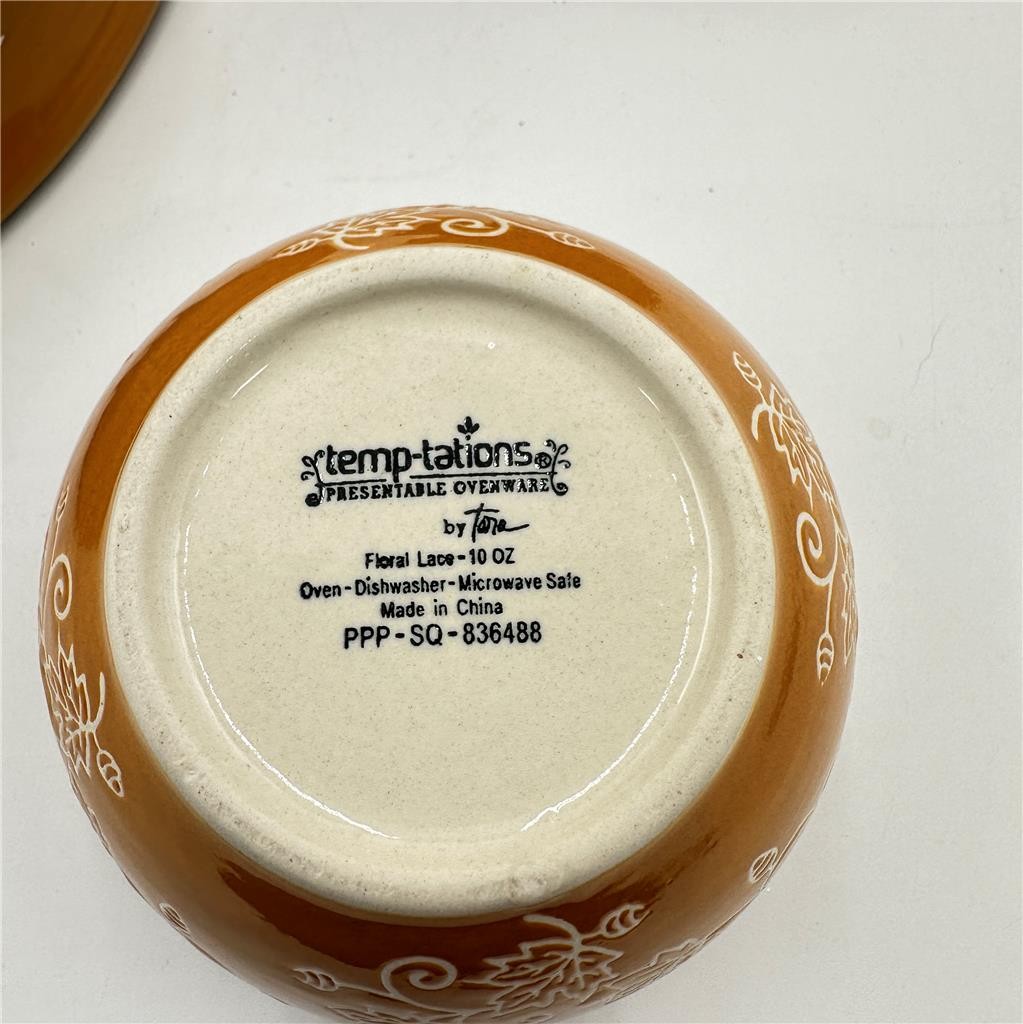 temp-tations®
PRESENTABLE OVENWARE
by Tara
Floral Lace - 10 OZ
Oven - Dishwasher - Microwave Safe
Made in China
PPP - SQ - 836488